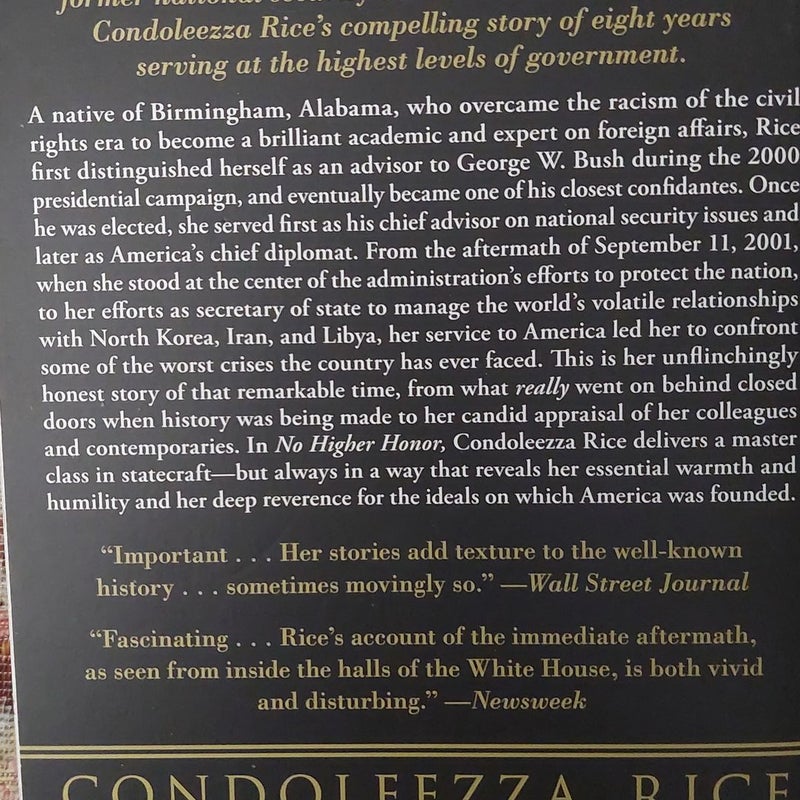 former national security
Condoleezza Rice's compelling story of eight years
serving at the highest levels of government.
A native of Birmingham, Alabama, who overcame the racism of the civil
rights era to become a brilliant academic and expert on foreign affairs, Rice
first distinguished herself as an advisor to George W. Bush during the 2000
presidential campaign, and eventually became one of his closest confidantes. Once
he was elected, she served first as his chief advisor on national security issues and
later as America's chief diplomat. From the aftermath of September 11, 2001,
when she stood at the center of the administration's efforts to protect the nation,
to her efforts as secretary of state to manage the world's volatile relationships
with North Korea, Iran, and Libya, her service to America led her to confront
some of the worst crises the country has ever faced. This is her unflinchingly
honest story of that remarkable time, from what really went on behind closed
doors when history was being made to her candid appraisal of her colleagues
and contemporaries. In No Higher Honor, Condoleezza Rice delivers a master
class in statecraft—but always in a way that reveals her essential warmth and
humility and her deep reverence for the ideals on which America was founded.
“Important . . . Her stories add texture to the well-known
history . . . sometimes movingly so.” —Wall Street Journal
“Fascinating . . . Rice's account of the immediate aftermath,
as seen from inside the halls of the White House, is both vivid
and disturbing.” —Newsweek
CONDOLEEZZA RICE